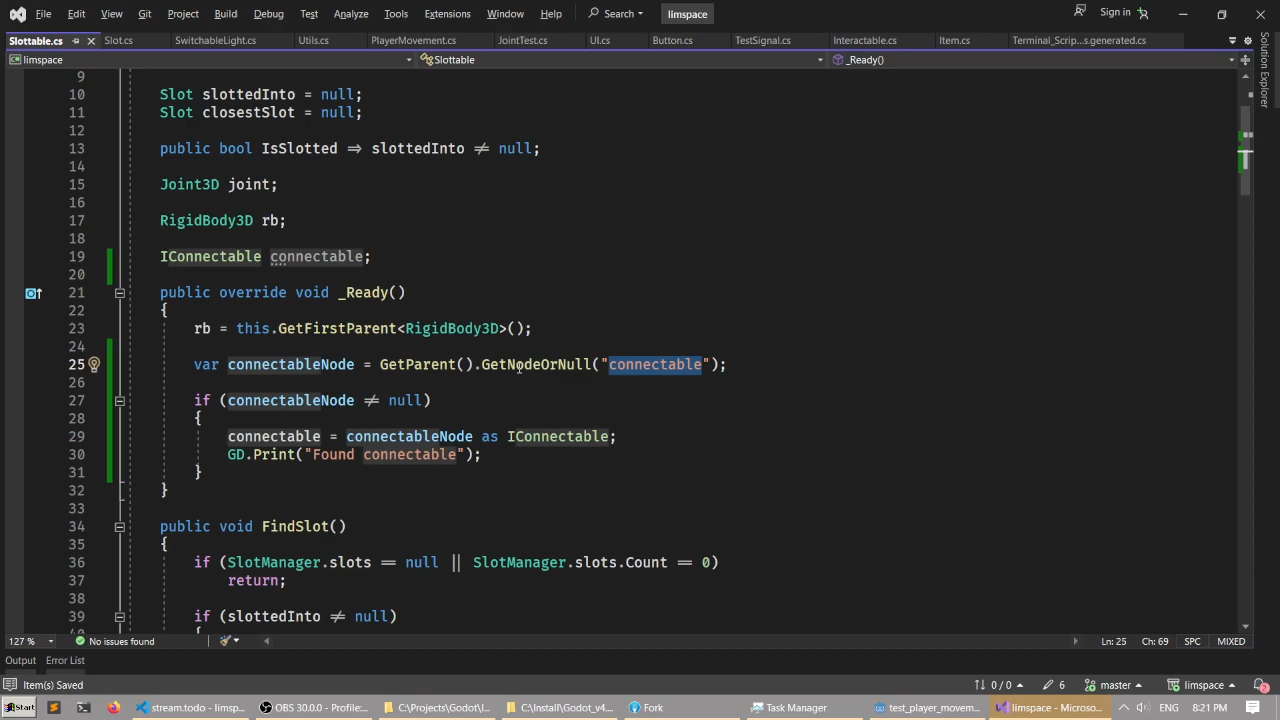 File Edit View Git Project Build Debug Test Analyze Tools Extensions Window Help Search limspace Sign in
Slottable.cs Slot.cs SwitchableLight.cs Utils.cs PlayerMovement.cs JointTest.cs UI.cs Button.cs TestSignal.cs Interactable.cs Item.cs Terminal_Scrip...s.generated.cs
limspace Slottable _Ready()
Solution Explorer
9
10 Slot slottedInto = null;
11 Slot closestSlot = null;
12
13 public bool IsSlotted => slottedInto ≠ null;
14
15 Joint3D joint;
16
17 RigidBody3D rb;
18
19 IConnectable connectable;
20
21 public override void _Ready()
22 {
23 rb = this.GetFirstParent<RigidBody3D>();
24
25 var connectableNode = GetParent().GetNodeOrNull("connectable");
26
27 if (connectableNode ≠ null)
28 {
29 connectable = connectableNode as IConnectable;
30 GD.Print("Found connectable");
31 }
32 }
33
34 public void FindSlot()
35 {
36 if (SlotManager.slots == null || SlotManager.slots.Count == 0)
37 return;
38
39 if (slottedInto ≠ null)
40 {
127 % No issues found Ln: 25 Ch: 69 SPC MIXED
Output Error List
Item(s) Saved 0 / 0 6 master limspace 2
Start stream.todo - Profile:... OBS 30.0.0 - Profile:... C:\Projects\Godot\l... C:\Install\Godot_v4... Fork Task Manager test_player_movem... limspace - Microso... ENG 8:21 PM